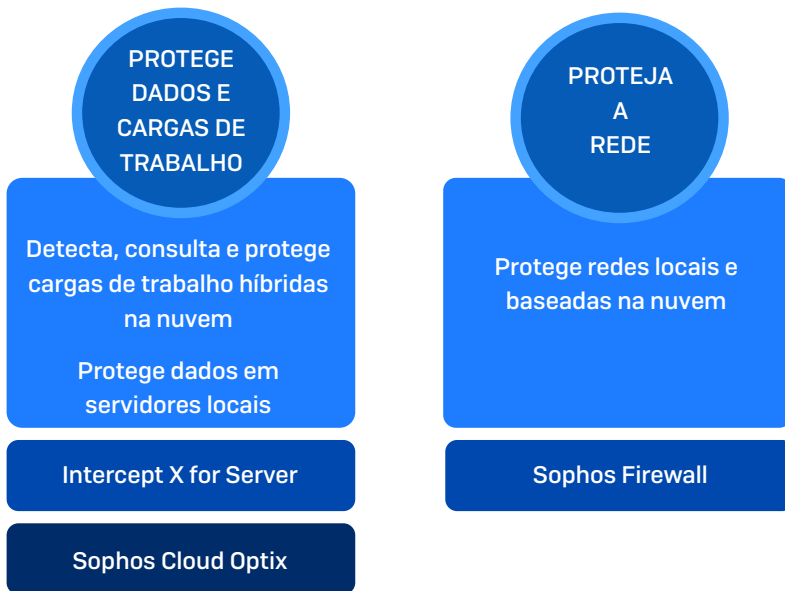 PROTEGE
DADOS E
CARGAS DE
TRABALHO
Detecta, consulta e protege
cargas de trabalho híbridas
na nuvem
Protege dados em
servidores locais
Intercept X for Server
Sophos Cloud Optix
PROTEJA
A
REDE
Protege redes locais e
baseadas na nuvem
Sophos Firewall